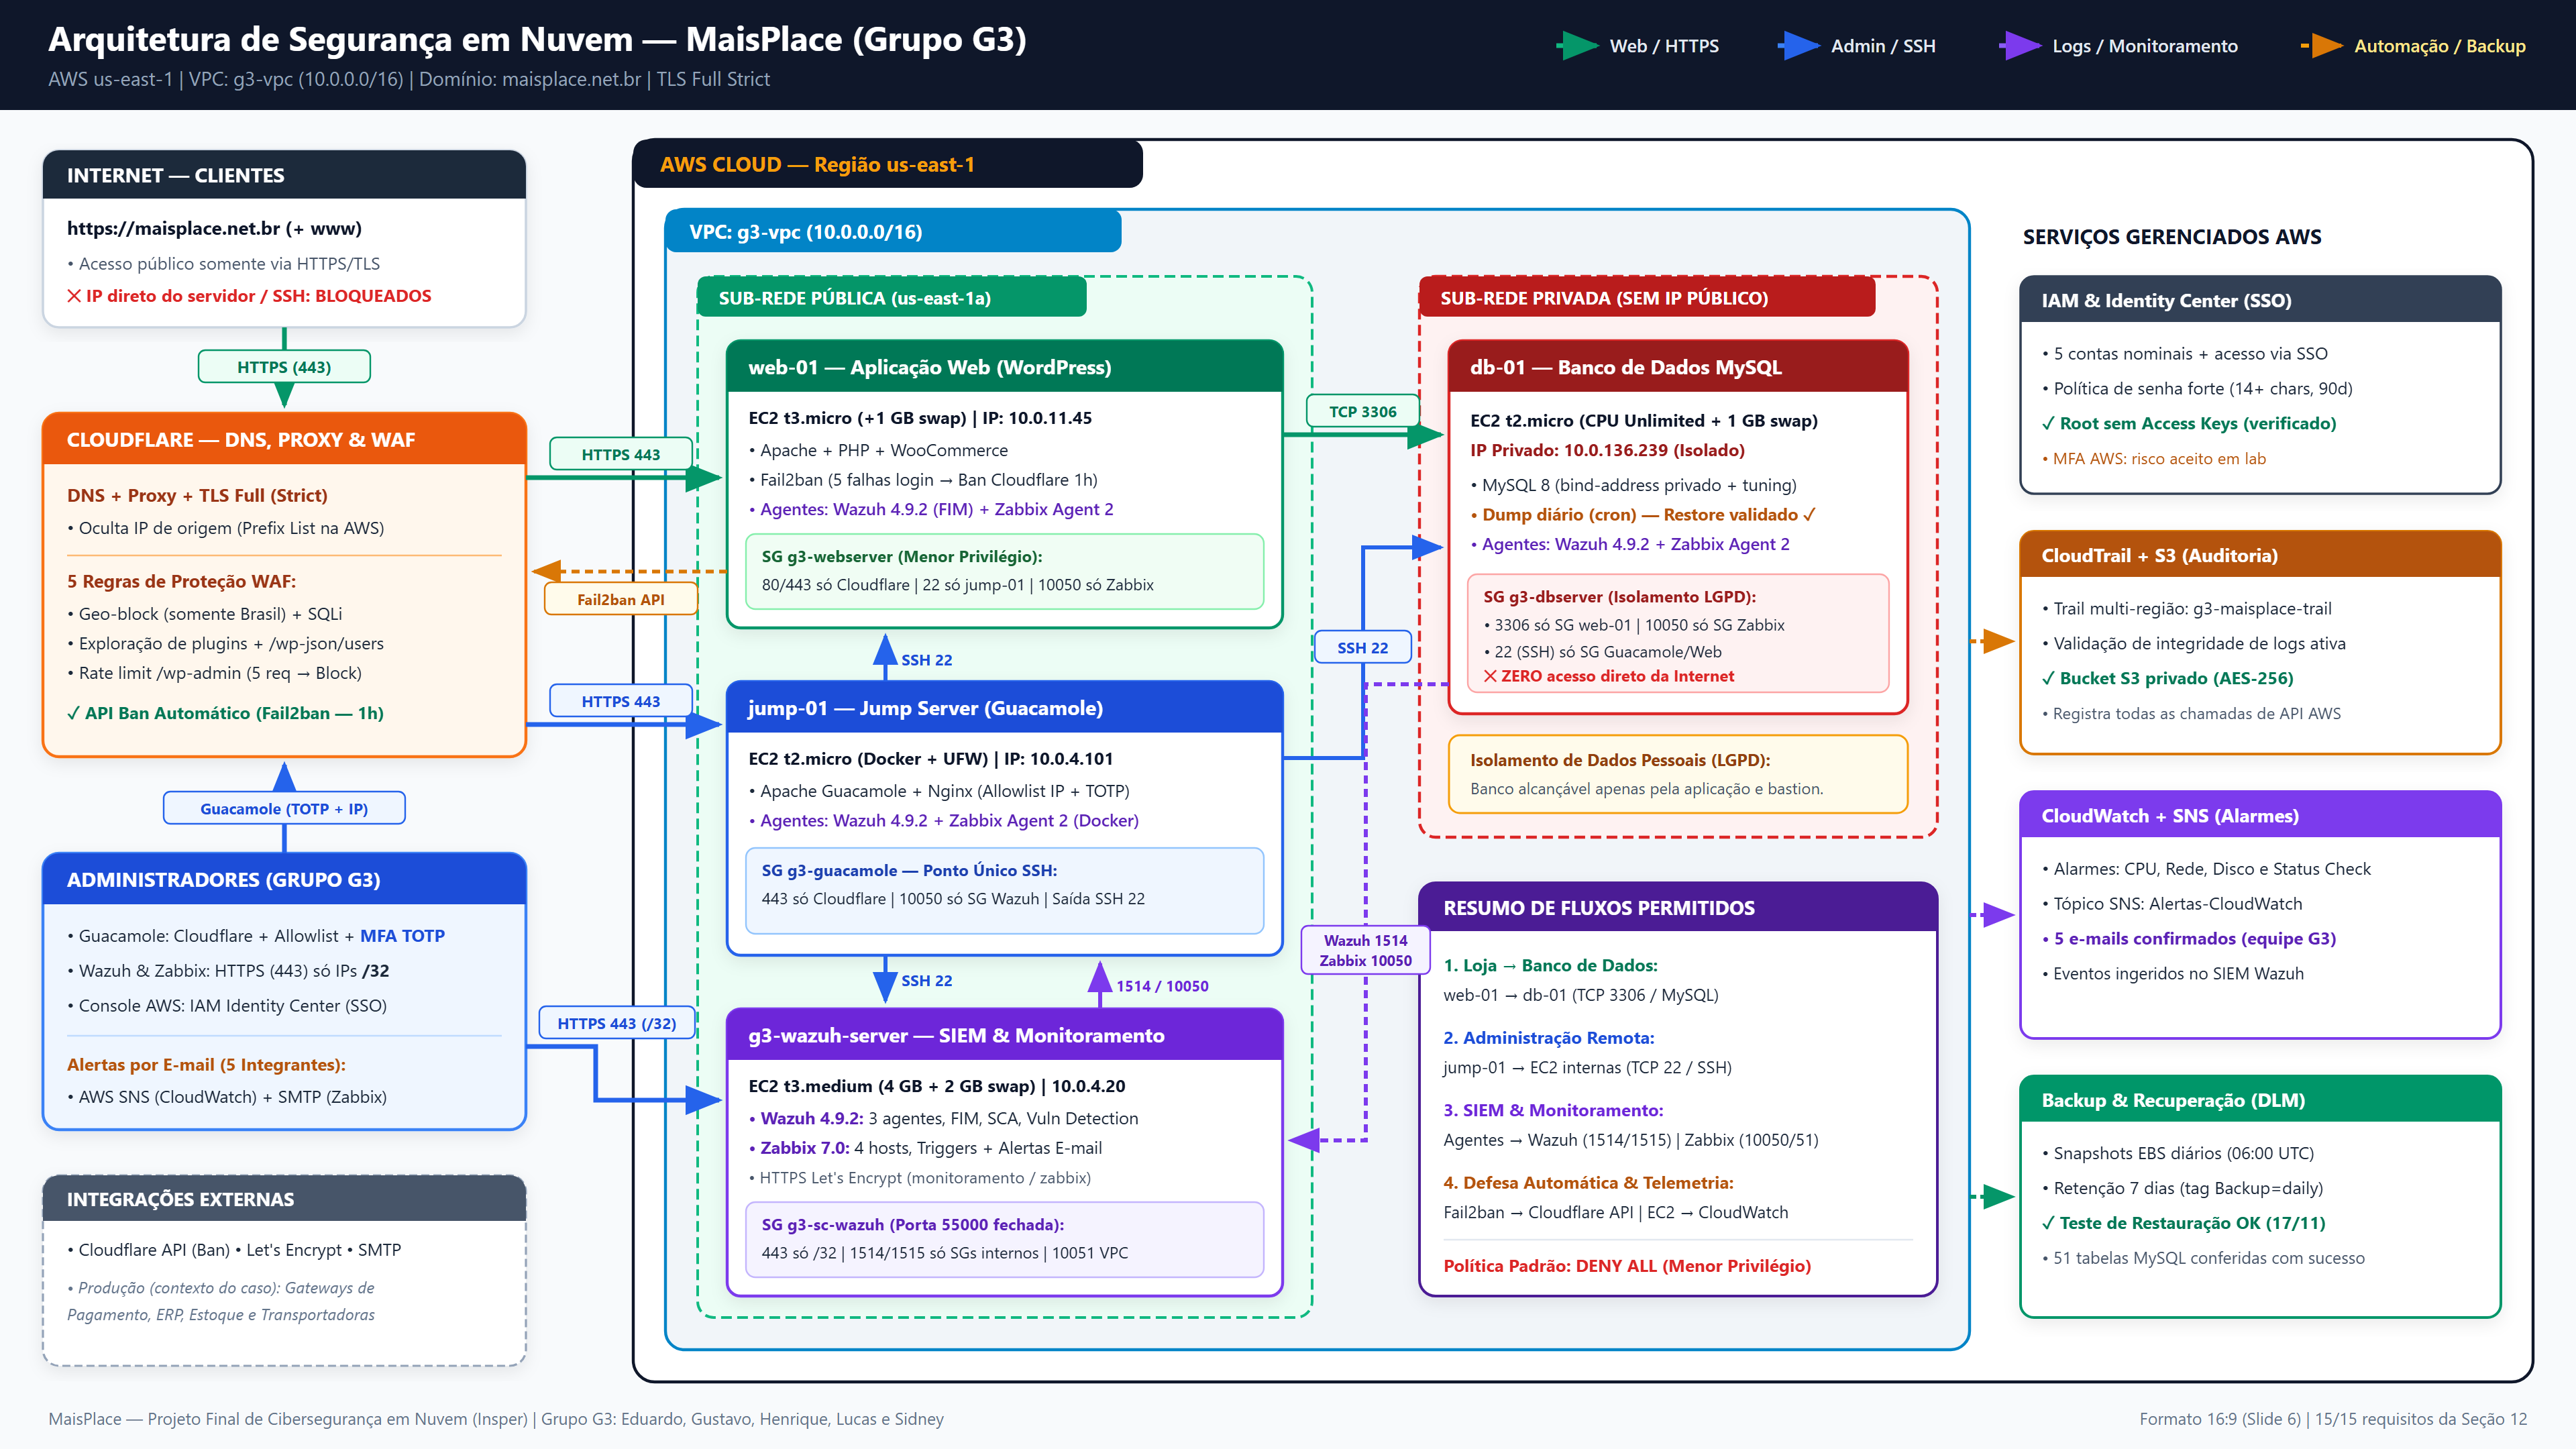 Arquitetura de Segurança em Nuvem — MaisPlace (Grupo G3)
AWS us-east-1 | VPC: g3-vpc (10.0.0.0/16) | Domínio: maisplace.net.br | TLS Full Strict
Web / HTTPS
Admin / SSH
Logs / Monitoramento
Automação / Backup
INTERNET — CLIENTES
https://maisplace.net.br (+ www)
• Acesso público somente via HTTPS/TLS
✕ IP direto do servidor / SSH: BLOQUEADOS
HTTPS (443)
CLOUDFLARE — DNS, PROXY & WAF
DNS + Proxy + TLS Full (Strict)
• Oculta IP de origem (Prefix List na AWS)
5 Regras de Proteção WAF:
• Geo-block (somente Brasil) + SQLi
• Exploração de plugins + /wp-json/users
• Rate limit /wp-admin (5 req → Block)
✓ API Ban Automático (Fail2ban — 1h)
Guacamole (TOTP + IP)
ADMINISTRADORES (GRUPO G3)
• Guacamole: Cloudflare + Allowlist + MFA TOTP
• Wazuh & Zabbix: HTTPS (443) só IPs /32
• Console AWS: IAM Identity Center (SSO)
Alertas por E-mail (5 Integrantes):
• AWS SNS (CloudWatch) + SMTP (Zabbix)
INTEGRAÇÕES EXTERNAS
• Cloudflare API (Ban) • Let's Encrypt • SMTP
• Produção (contexto do caso): Gateways de
Pagamento, ERP, Estoque e Transportadoras
HTTPS 443
Fail2ban API
HTTPS 443
HTTPS 443 (/32)
AWS CLOUD — Região us-east-1
VPC: g3-vpc (10.0.0.0/16)
SUB-REDE PÚBLICA (us-east-1a)
web-01 — Aplicação Web (WordPress)
EC2 t3.micro (+1 GB swap) | IP: 10.0.11.45
• Apache + PHP + WooCommerce
• Fail2ban (5 falhas login → Ban Cloudflare 1h)
• Agentes: Wazuh 4.9.2 (FIM) + Zabbix Agent 2
SG g3-webserver (Menor Privilégio):
80/443 só Cloudflare | 22 só jump-01 | 10050 só Zabbix
SSH 22
jump-01 — Jump Server (Guacamole)
EC2 t2.micro (Docker + UFW) | IP: 10.0.4.101
• Apache Guacamole + Nginx (Allowlist IP + TOTP)
• Agentes: Wazuh 4.9.2 + Zabbix Agent 2 (Docker)
SG g3-guacamole — Ponto Único SSH:
443 só Cloudflare | 10050 só SG Wazuh | Saída SSH 22
SSH 22
1514 / 10050
g3-wazuh-server — SIEM & Monitoramento
EC2 t3.medium (4 GB + 2 GB swap) | 10.0.4.20
• Wazuh 4.9.2: 3 agentes, FIM, SCA, Vuln Detection
• Zabbix 7.0: 4 hosts, Triggers + Alertas E-mail
• HTTPS Let's Encrypt (monitoramento / zabbix)
SG g3-sc-wazuh (Porta 55000 fechada):
443 só /32 | 1514/1515 só SGs internos | 10051 VPC
TCP 3306
SSH 22
Wazuh 1514
Zabbix 10050
SUB-REDE PRIVADA (SEM IP PÚBLICO)
db-01 — Banco de Dados MySQL
EC2 t2.micro (CPU Unlimited + 1 GB swap)
IP Privado: 10.0.136.239 (Isolado)
• MySQL 8 (bind-address privado + tuning)
• Dump diário (cron) — Restore validado ✓
• Agentes: Wazuh 4.9.2 + Zabbix Agent 2
SG g3-dbserver (Isolamento LGPD):
• 3306 só SG web-01 | 10050 só SG Zabbix
• 22 (SSH) só SG Guacamole/Web
✕ ZERO acesso direto da Internet
Isolamento de Dados Pessoais (LGPD):
Banco alcançável apenas pela aplicação e bastion.
RESUMO DE FLUXOS PERMITIDOS
1. Loja → Banco de Dados:
web-01 → db-01 (TCP 3306 / MySQL)
2. Administração Remota:
jump-01 → EC2 internas (TCP 22 / SSH)
3. SIEM & Monitoramento:
Agentes → Wazuh (1514/1515) | Zabbix (10050/51)
4. Defesa Automática & Telemetria:
Fail2ban → Cloudflare API | EC2 → CloudWatch
Política Padrão: DENY ALL (Menor Privilégio)
SERVIÇOS GERENCIADOS AWS
IAM & Identity Center (SSO)
• 5 contas nominais + acesso via SSO
• Política de senha forte (14+ chars, 90d)
✓ Root sem Access Keys (verificado)
• MFA AWS: risco aceito em lab
CloudTrail + S3 (Auditoria)
• Trail multi-região: g3-maisplace-trail
• Validação de integridade de logs ativa
✓ Bucket S3 privado (AES-256)
• Registra todas as chamadas de API AWS
CloudWatch + SNS (Alarmes)
• Alarmes: CPU, Rede, Disco e Status Check
• Tópico SNS: Alertas-CloudWatch
• 5 e-mails confirmados (equipe G3)
• Eventos ingeridos no SIEM Wazuh
Backup & Recuperação (DLM)
• Snapshots EBS diários (06:00 UTC)
• Retenção 7 dias (tag Backup=daily)
✓ Teste de Restauração OK (17/11)
• 51 tabelas MySQL conferidas com sucesso
MaisPlace — Projeto Final de Cibersegurança em Nuvem (Insper) | Grupo G3: Eduardo, Gustavo, Henrique, Lucas e Sidney
Formato 16:9 (Slide 6) | 15/15 requisitos da Seção 12